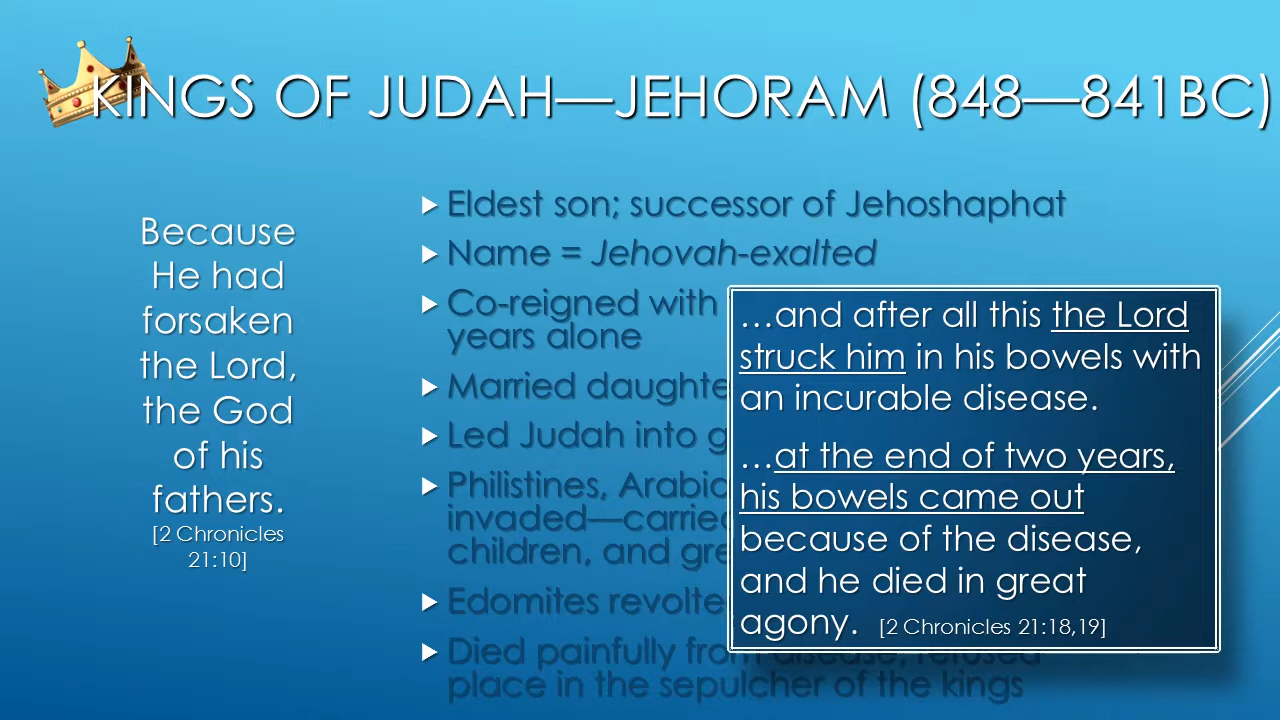 KINGS OF JUDAH—JEHORAM (848—841BC)
Because
He had
forsaken
the Lord,
the God
of his
fathers.
[2 Chronicles
21:10]
Eldest son; successor of Jehoshaphat
Name = Jehovah-exalted
Co-reigned with
years alone
Married
Led Judah into
Philistines,
invaded—carried
children, and
Edomites
Died painfully from disease, refused
place in the sepulcher of the kings
…and after all this the Lord
struck him in his bowels with
an incurable disease.
…at the end of two years,
his bowels came out
because of the disease,
and he died in great
agony. [2 Chronicles 21:18,19]